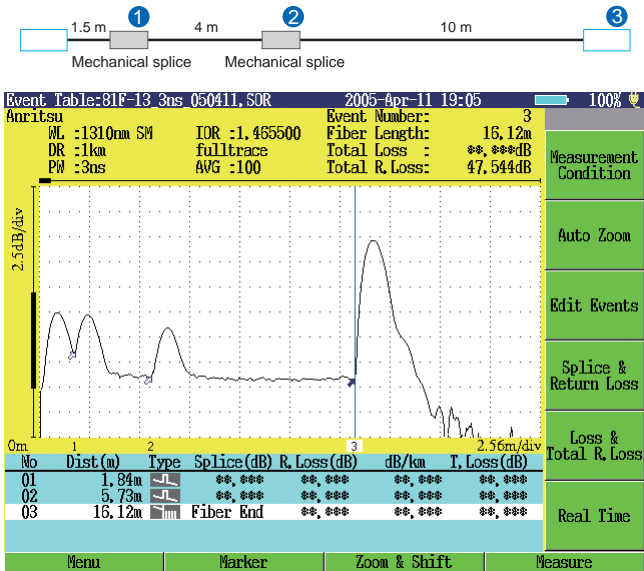 1 2 3
1.5 m 4 m 10 m
Mechanical splice Mechanical splice
Event Table:81F-13_3ns_050411,SOR 2005-Apr-11 19:05 100%
Anritsu Event Number: 3
WL :1310nm SM IOR :1,465500 Fiber Length: 16,12m
DR :1km fulltrace Total Loss : **,***dB
PW :3ns AVG :100 Total R,Loss: 47,544dB
Measurement
Condition
Auto Zoom
Edit Events
Splice &
Return Loss
Loss &
Total R,Loss
Real Time
2.5dB/div
0m 1 2 3 2.56m/div
No Dist(m) Type Splice(dB) R,Loss(dB) dB/km T,Loss(dB)
01 1,84m **,*** **,*** **,*** **,***
02 5,73m **,*** **,*** **,*** **,***
03 16,12m Fiber End **,*** **,*** **,***
Menu Marker Zoom & Shift Measure